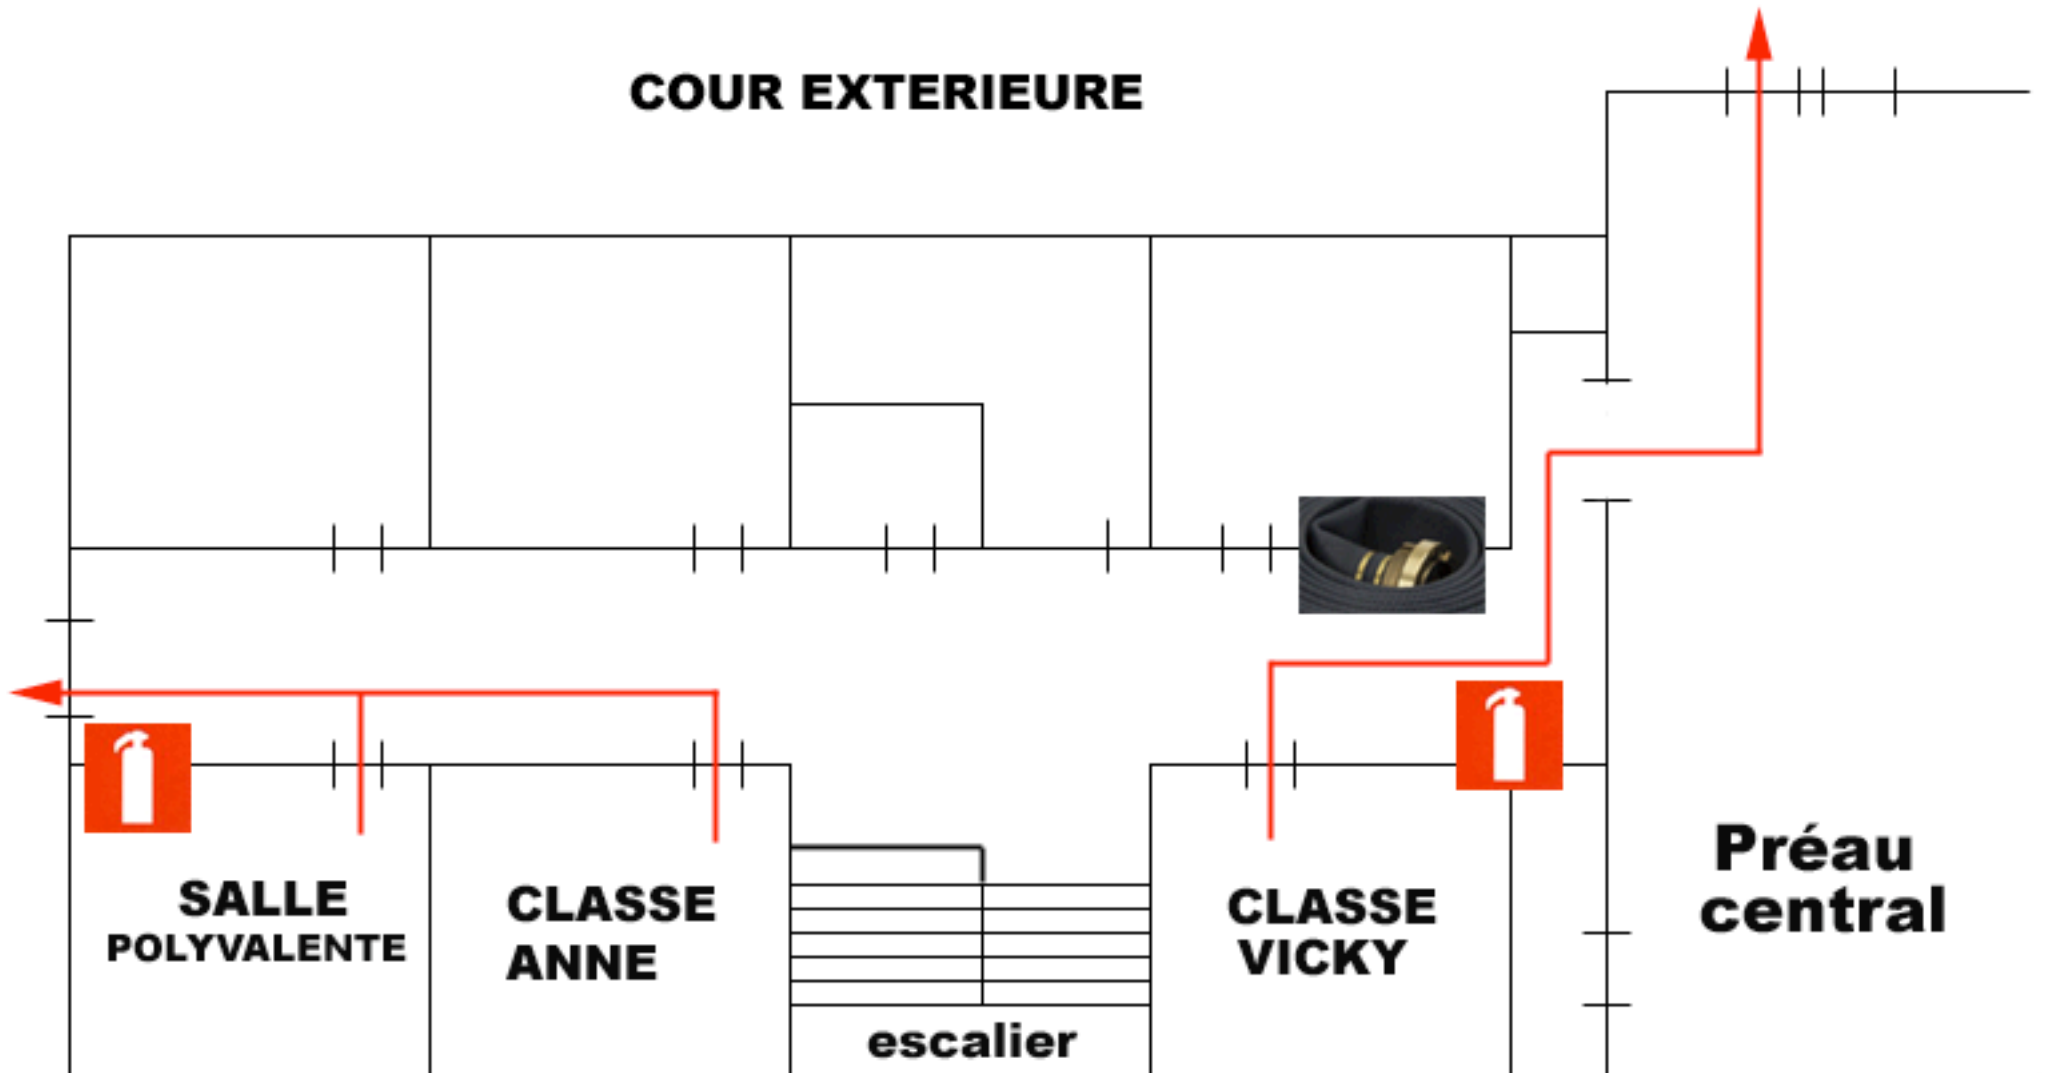 COUR EXTERIEURE
SALLE
POLYVALENTE
CLASSE
ANNE
escalier
CLASSE
VICKY
Préau
central